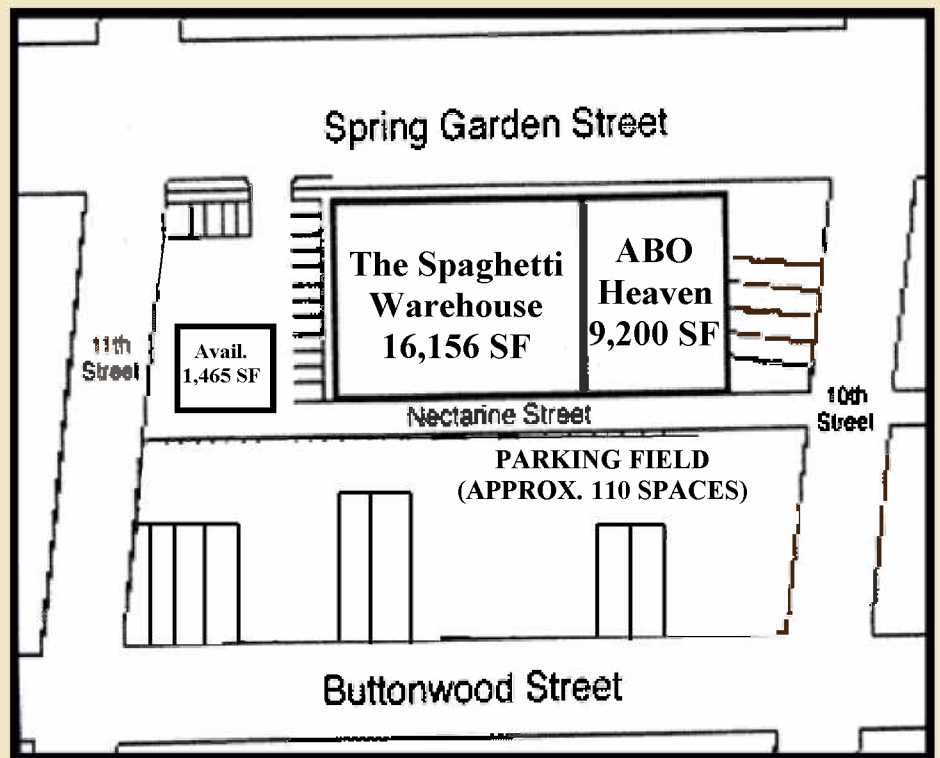 Spring Garden Street
The Spaghetti
Warehouse
16,156 SF
ABO
Heaven
9,200 SF
11th
Street
Avail.
1,465 SF
10th
Street
Nectarine Street
PARKING FIELD
(APPROX. 110 SPACES)
Buttonwood Street